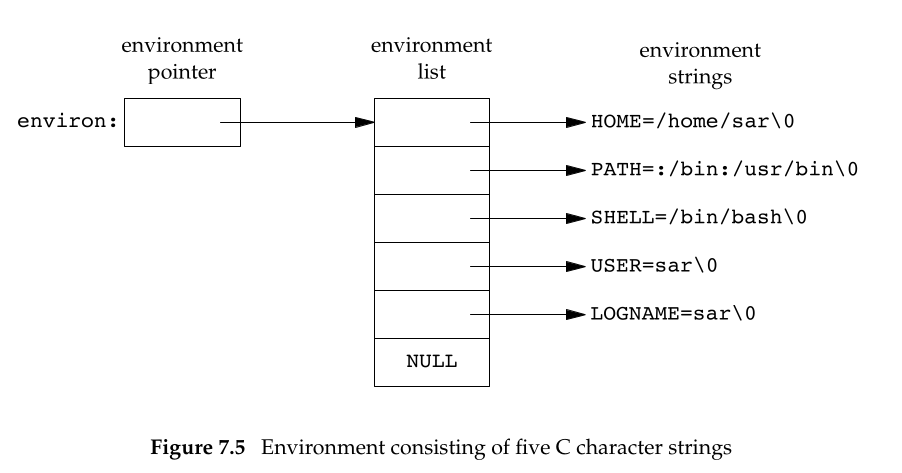 environment
pointer
environment
list
environment
strings
environ:
HOME=/home/sar\0
PATH=:/bin:/usr/bin\0
SHELL=/bin/bash\0
USER=sar\0
LOGNAME=sar\0
NULL
Figure 7.5 Environment consisting of five C character strings